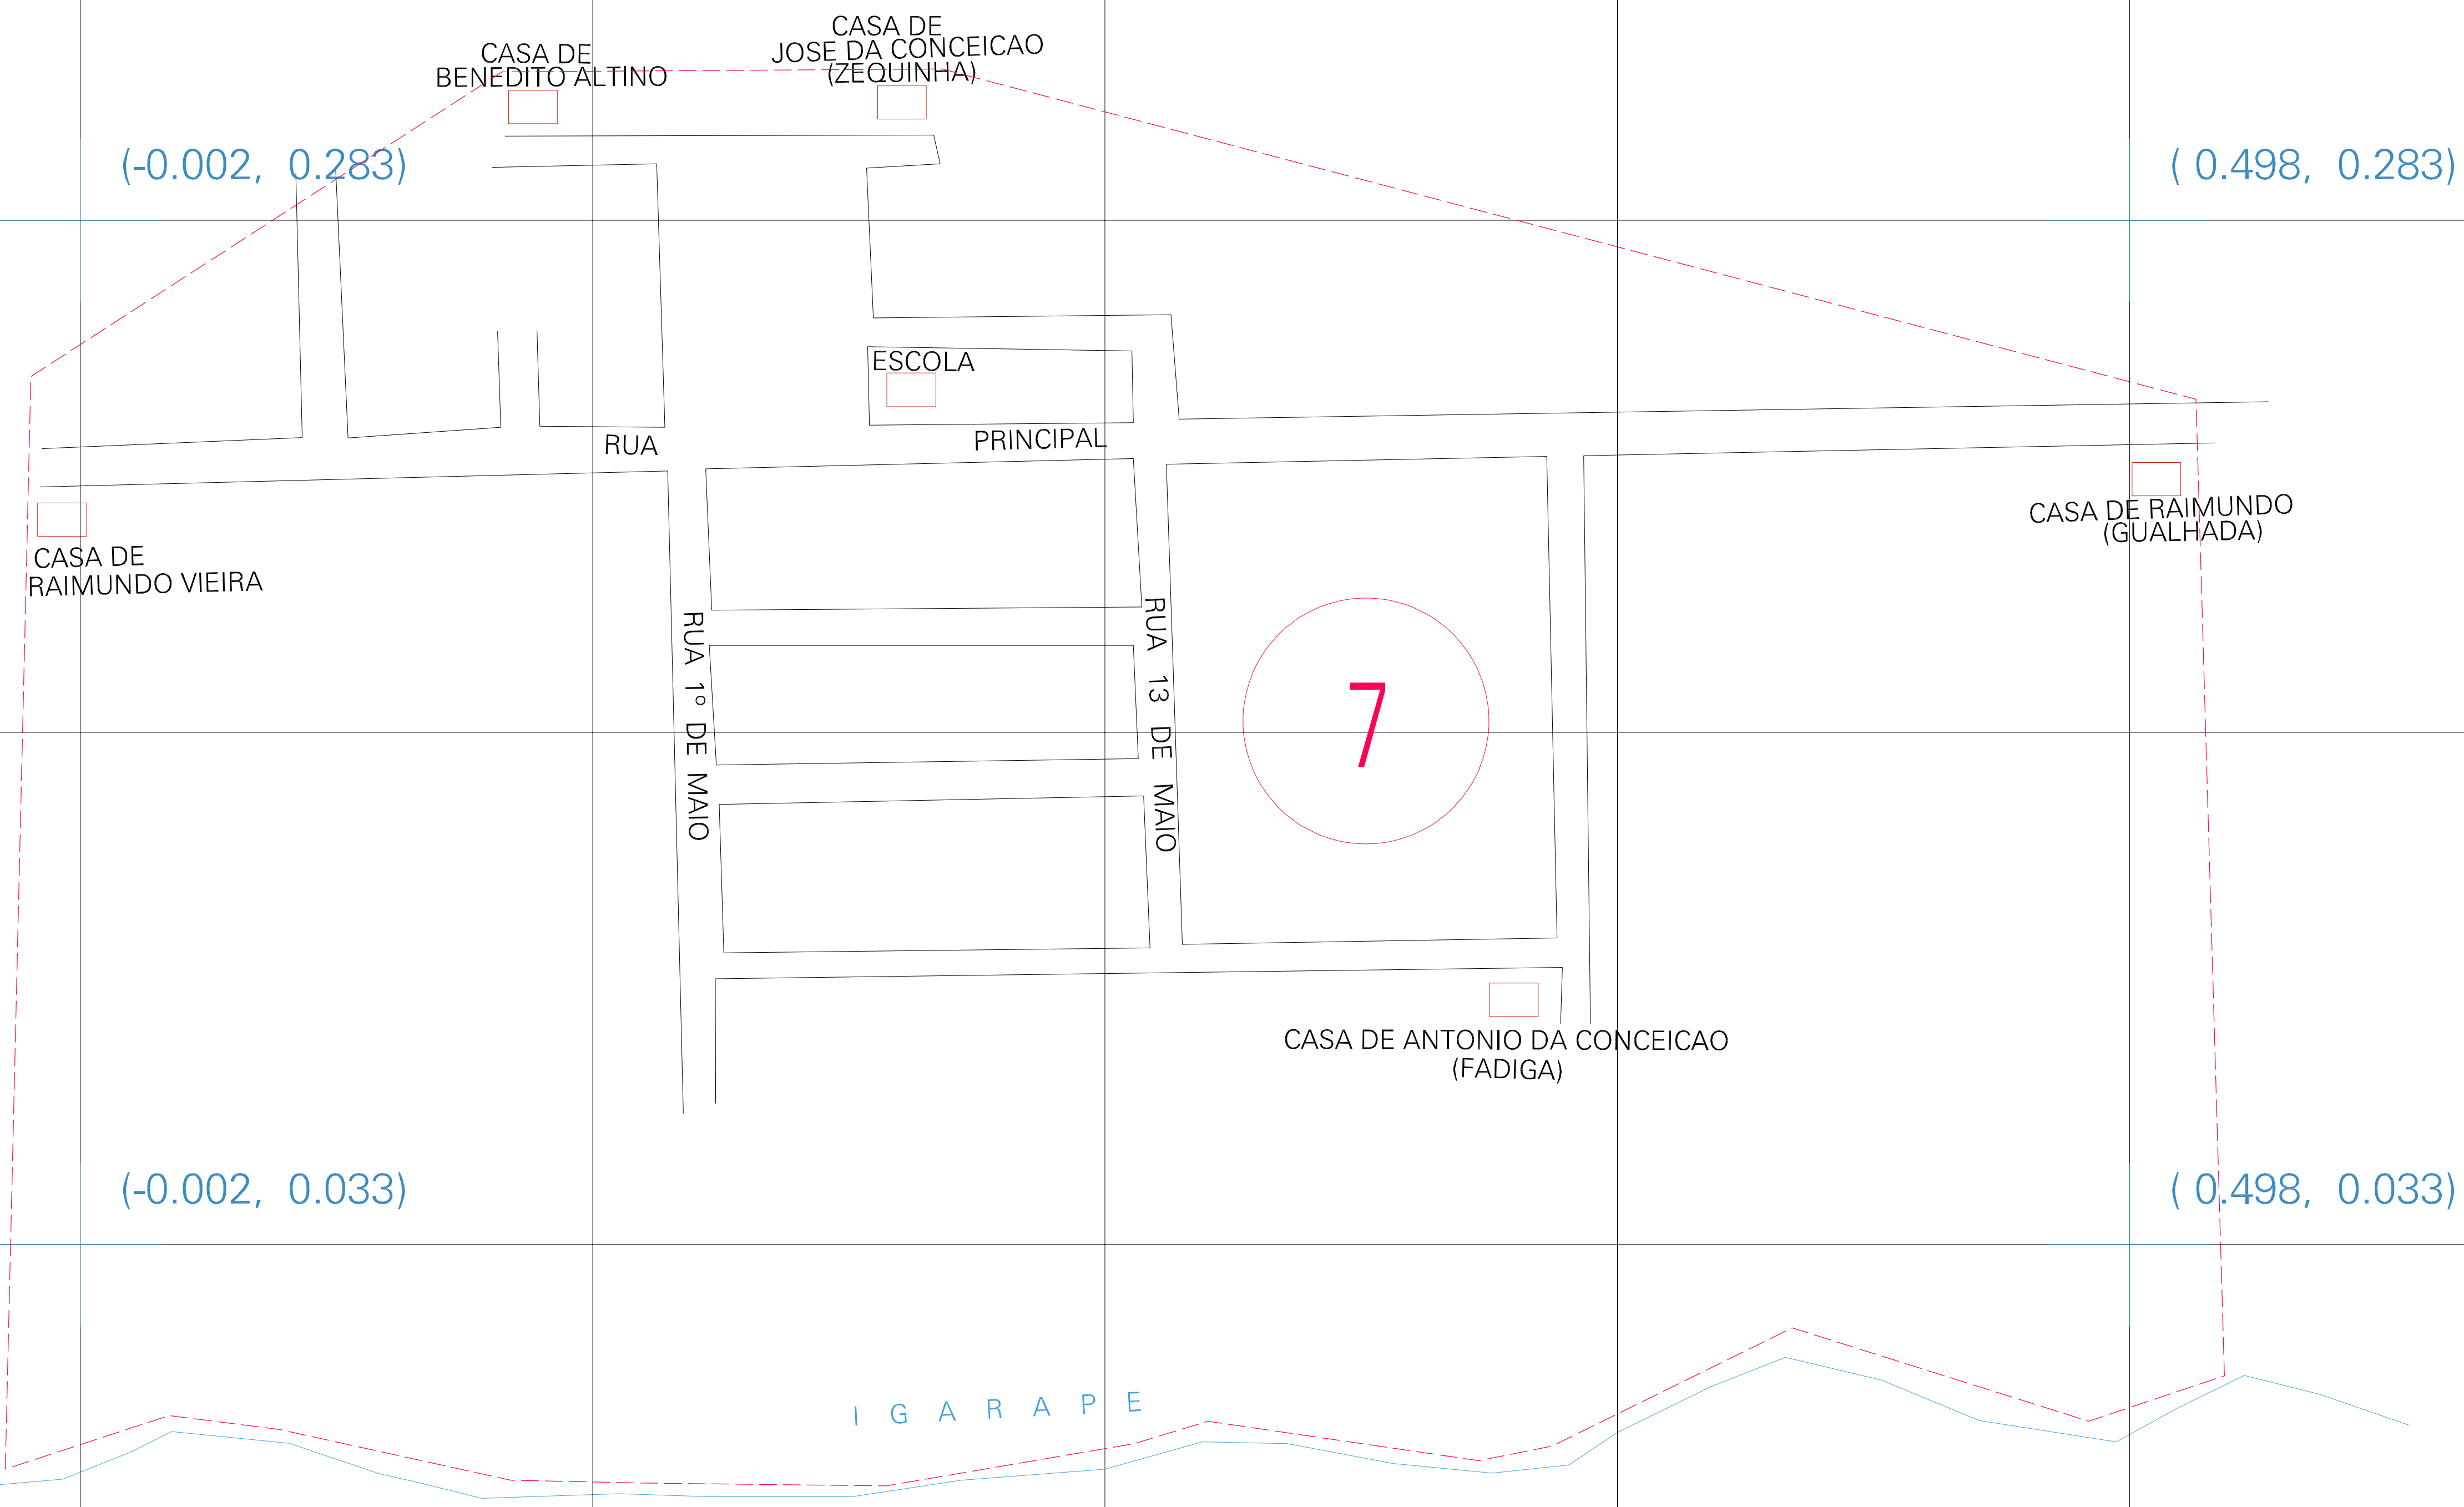 CASA DE
BENEDITO ALTINO
CASA DE
JOSE DA CONCEICAO
(ZEQUINHA)
(-0.002, 0.283)
( 0.498, 0.283)
ESCOLA
RUA PRINCIPAL
CASA DE
RAIMUNDO VIEIRA
CASA DE RAIMUNDO
(GUALHADA)
RUA 1º DE MAIO
RUA 13 DE MAIO
7
CASA DE ANTONIO DA CONCEICAO
(FADIGA)
(-0.002, 0.033)
( 0.498, 0.033)
IGARAPE